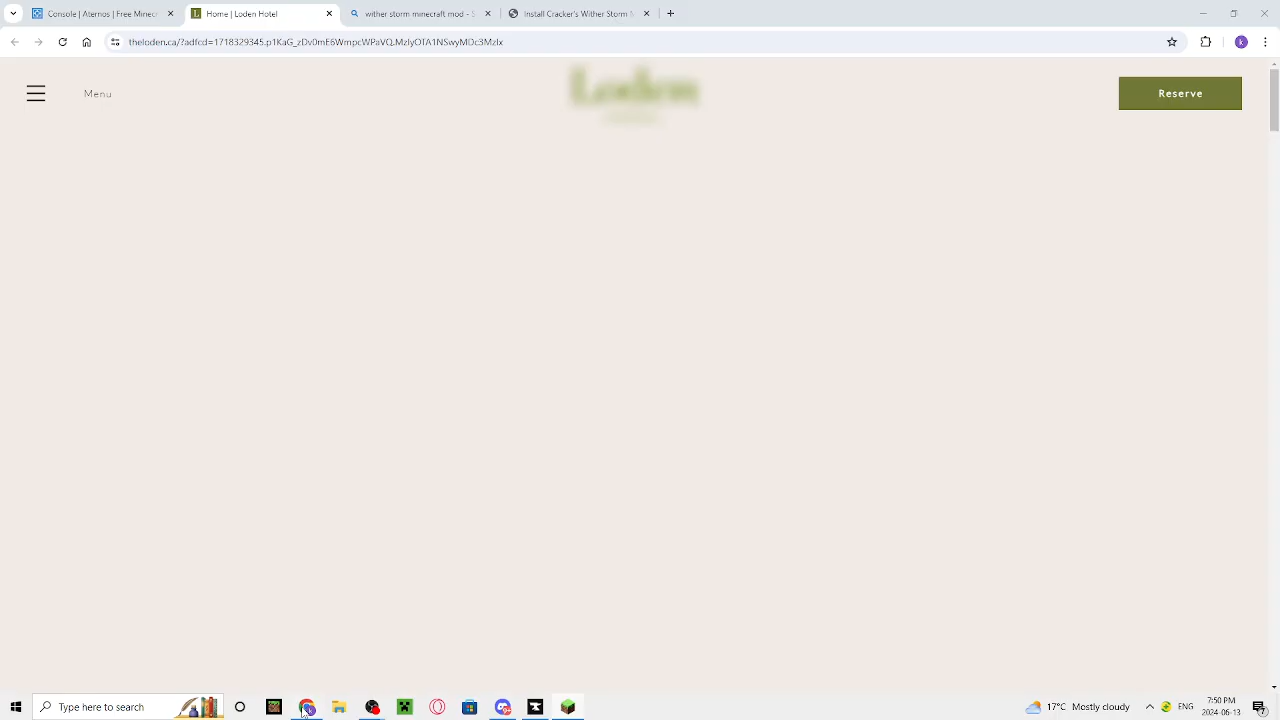 Console | Aternos | Free Minec
Home | Loden Hotel
wither storm minecraft mod - S
Install Cracker's Wither Storm M
theloden.ca/?adfcd=1718329345.p1KiG_zDv0mE6WnpcWPaVQ.MzIyOTA1NSwyMDc3MzIx
Menu
Loden
Reserve
Type here to search
17°C Mostly cloudy
ENG
7:50 PM
2024-06-13